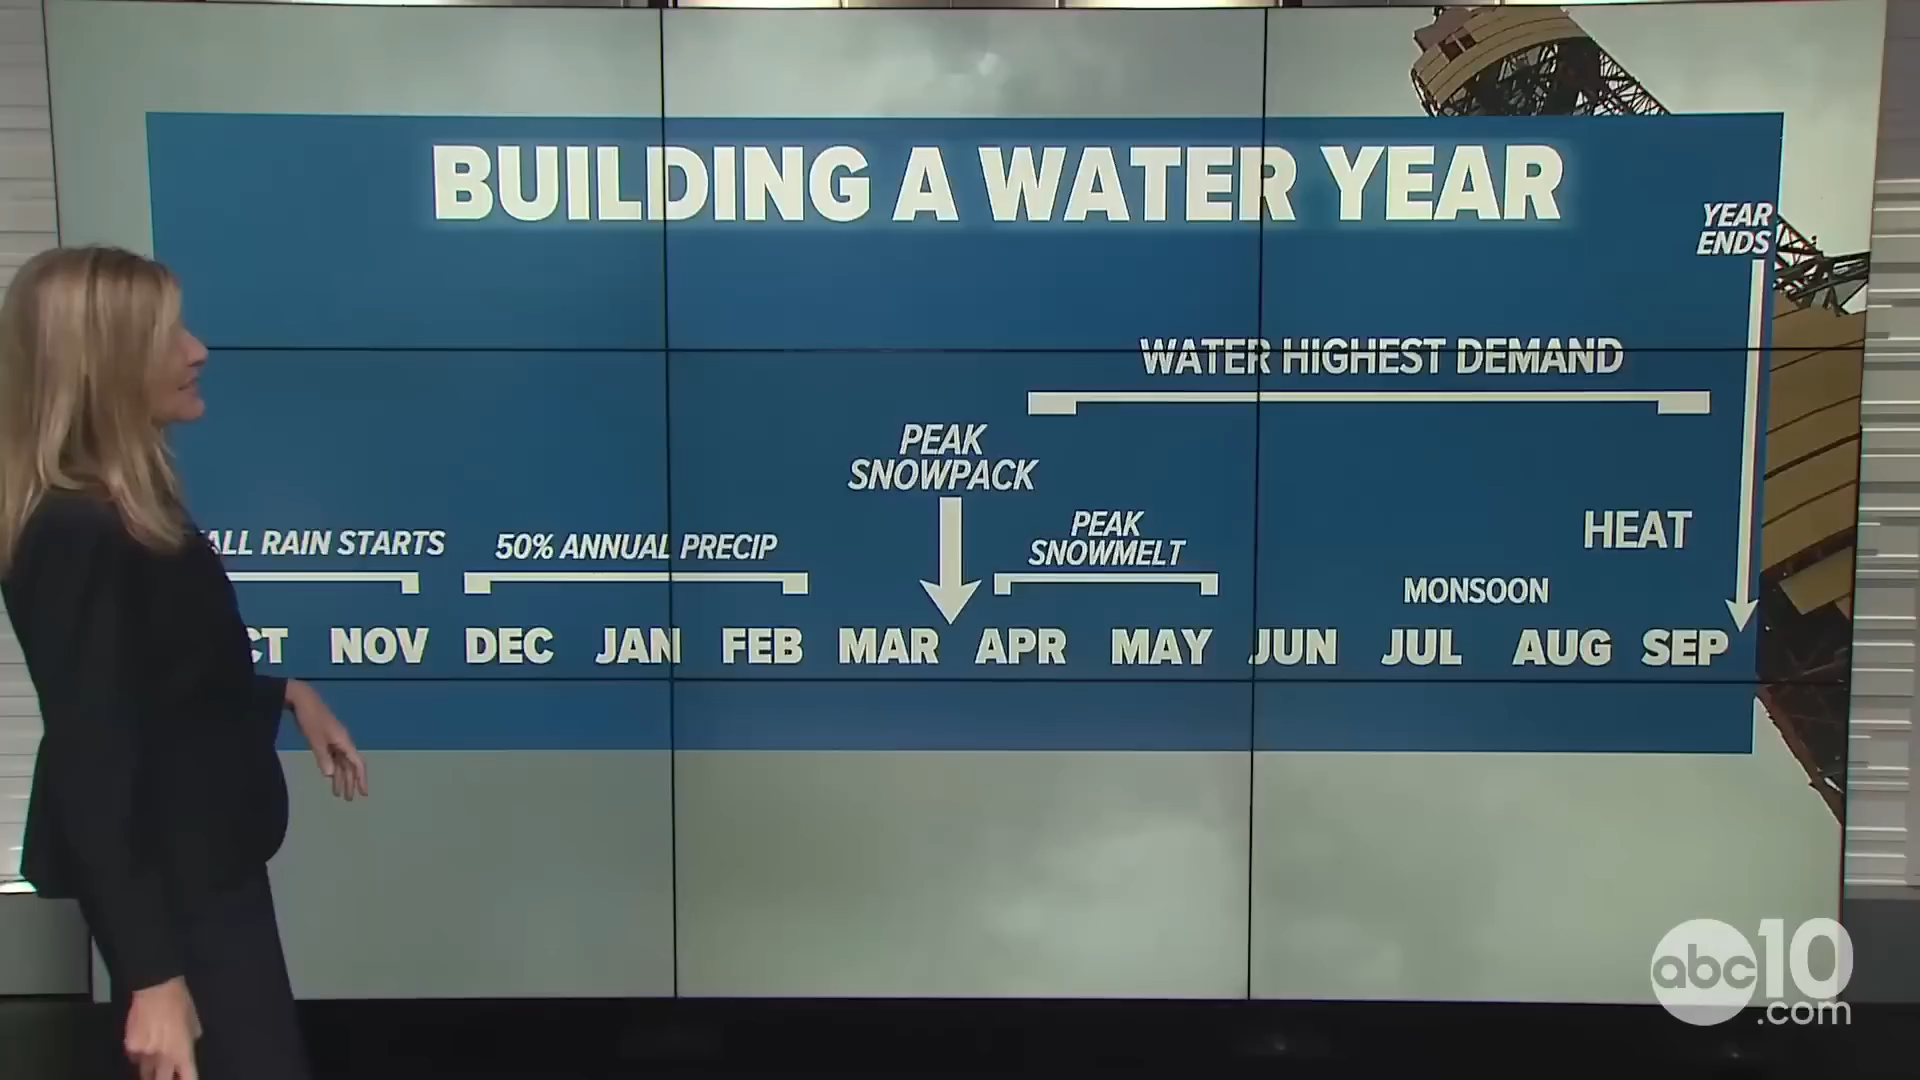 BUILDING A WATER YEAR
YEAR
ENDS
WATER HIGHEST DEMAND
PEAK
SNOWPACK
PEAK
SNOWMELT
HEAT
ALL RAIN STARTS
50% ANNUAL PRECIP
MONSOON
CT NOV DEC JAN FEB MAR APR MAY JUN JUL AUG SEP
abc10
.com